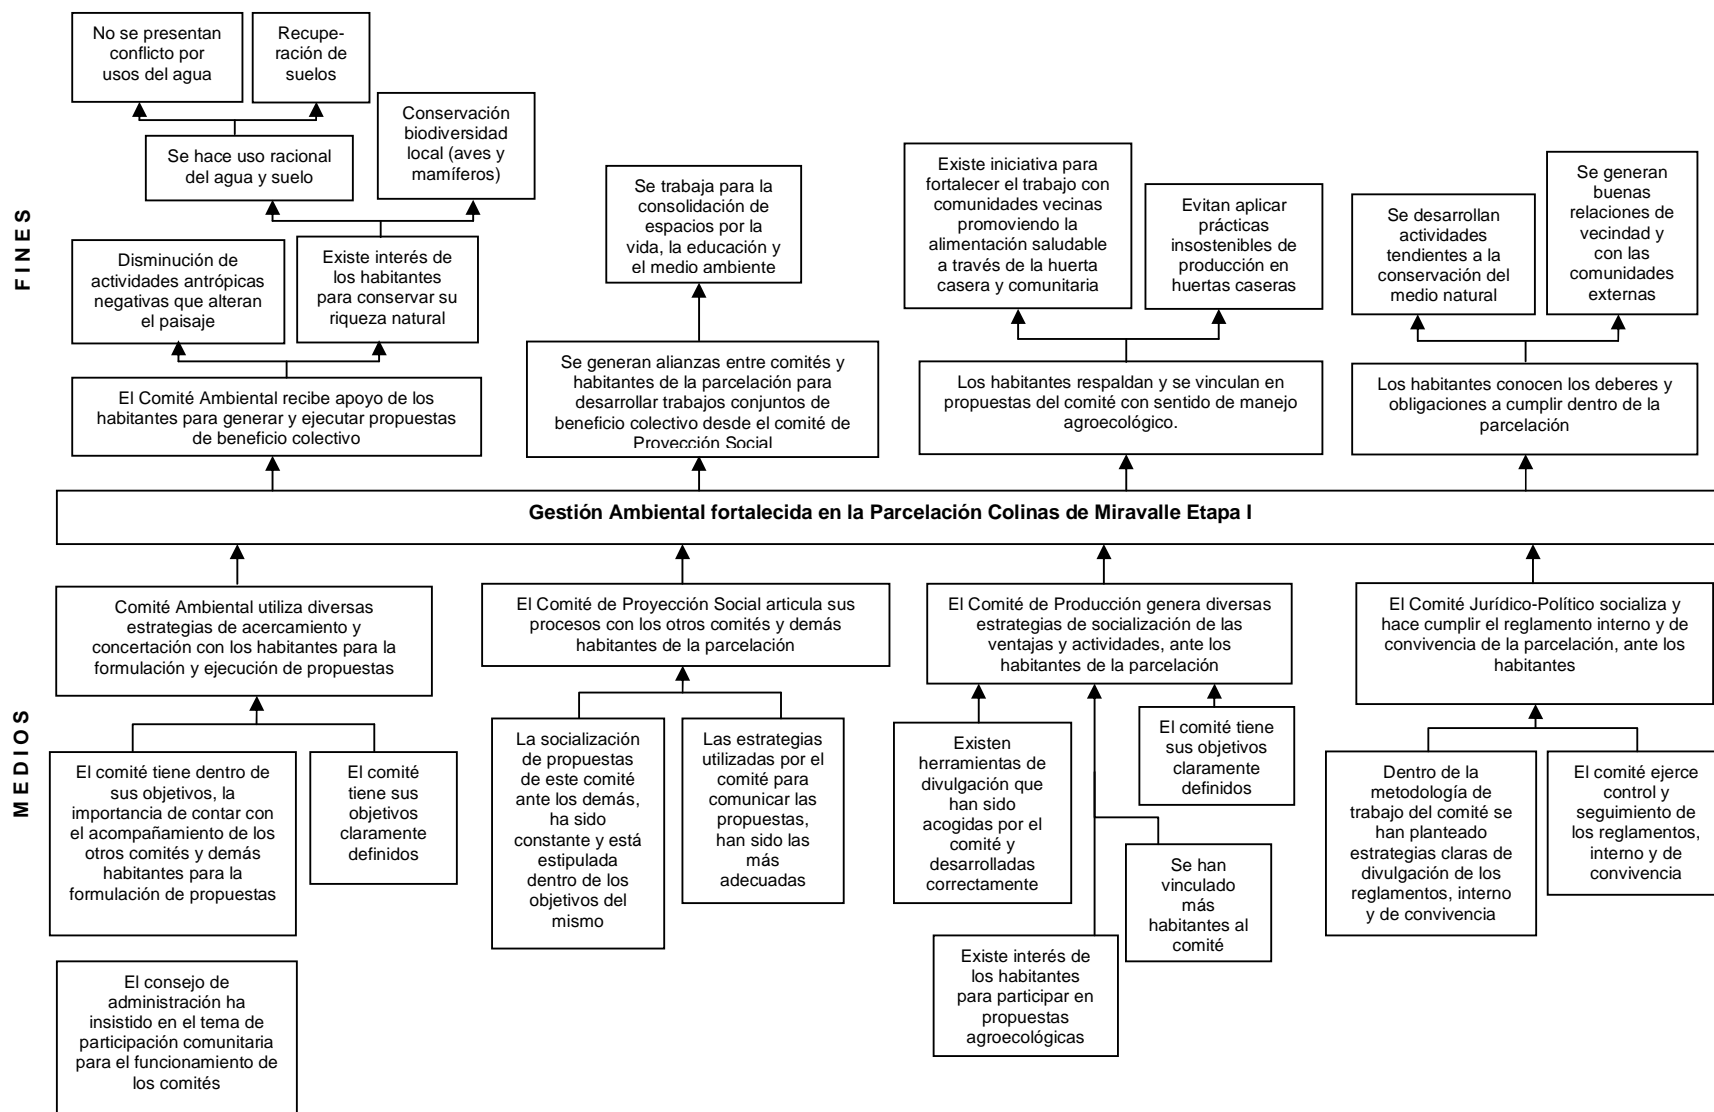 No se presentan
conflicto por
usos del agua
Recupe-
ración de
suelos
Conservación
biodiversidad
local (aves y
mamíferos)
Se hace uso racional
del agua y suelo
Disminución de
actividades antrópicas
negativas que alteran
el paisaje
Existe interés de
los habitantes
para conservar su
riqueza natural
El Comité Ambiental recibe apoyo de los
habitantes para generar y ejecutar propuestas
de beneficio colectivo
Se trabaja para la
consolidación de
espacios por la
vida, la educación y
el medio ambiente
Se generan alianzas entre comités y
habitantes de la parcelación para
desarrollar trabajos conjuntos de
beneficio colectivo desde el comité de
Proyección Social
Existe iniciativa para
fortalecer el trabajo con
comunidades vecinas
promoviendo la
alimentación saludable
a través de la huerta
casera y comunitaria
Evitan aplicar
prácticas
insostenibles de
producción en
huertas caseras
Los habitantes respaldan y se vinculan en
propuestas del comité con sentido de manejo
agroecológico.
Se desarrollan
actividades
tendientes a la
conservación del
medio natural
Se generan
buenas
relaciones de
vecindad y
con las
comunidades
externas
Los habitantes conocen los deberes y
obligaciones a cumplir dentro de la
parcelación
FINES
Gestión Ambiental fortalecida en la Parcelación Colinas de Miravalle Etapa I
MEDIOS
Comité Ambiental utiliza diversas
estrategias de acercamiento y
concertación con los habitantes para la
formulación y ejecución de propuestas
El comité tiene dentro de
sus objetivos, la
importancia de contar con
el acompañamiento de los
otros comités y demás
habitantes para la
formulación de propuestas
El comité
tiene sus
objetivos
claramente
definidos
El consejo de
administración ha
insistido en el tema de
participación comunitaria
para el funcionamiento de
los comités
El Comité de Proyección Social articula sus
procesos con los otros comités y demás
habitantes de la parcelación
La socialización
de propuestas
de este comité
ante los demás,
ha sido
constante y está
estipulada
dentro de los
objetivos del
mismo
Las estrategias
utilizadas por el
comité para
comunicar las
propuestas,
han sido las
más
adecuadas
El Comité de Producción genera diversas
estrategias de socialización de las
ventajas y actividades, ante los
habitantes de la parcelación
Existen
herramientas de
divulgación que
han sido
acogidas por el
comité y
desarrolladas
correctamente
El comité tiene
sus objetivos
claramente
definidos
Se han
vinculado
más
habitantes al
comité
Existe interés de
los habitantes
para participar en
propuestas
agroecológicas
El Comité Jurídico-Político socializa y
hace cumplir el reglamento interno y de
convivencia de la parcelación, ante los
habitantes
Dentro de la
metodología de
trabajo del comité se
han planteado
estrategias claras de
divulgación de los
reglamentos, interno
y de convivencia
El comité ejerce
control y
seguimiento de
los reglamentos,
interno y de
convivencia